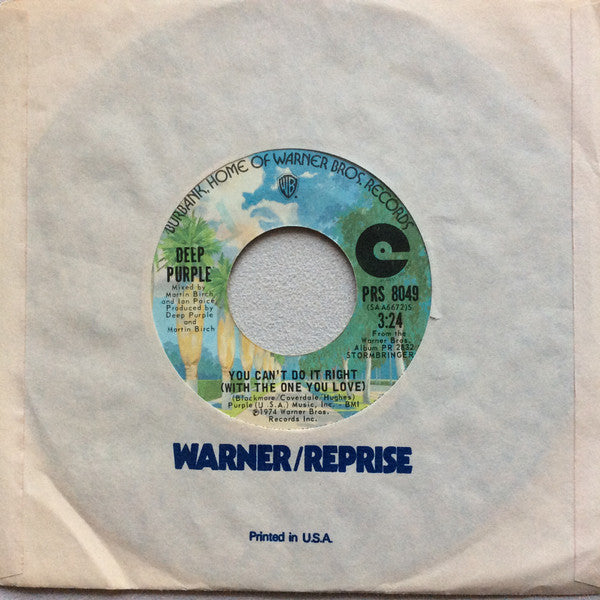 BURBANK, HOME OF WARNER BROS. RECORDS
WB
DEEP
PURPLE
Mixed by
Martin Birch
and Ian Paice
Produced by
Deep Purple
and
Martin Birch
e
PRS 8049
(SAA6672)S
3:24
From the
Warner Bros.
Album PR 2832
STORMBRINGER
YOU CAN'T DO IT RIGHT
(WITH THE ONE YOU LOVE)
(Blackmore/Coverdale/Hughes)
Purple (U.S.A.) Music, Inc. - BMI
℗1974 Warner Bros.
Records Inc.
WARNER/REPRISE
Printed in U.S.A.